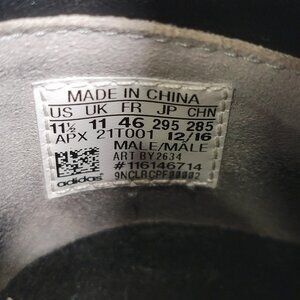 MADE IN CHINA
US UK FR JP CHN
11½ 11 46 295 285
APX 21T001 12/16
MALE/MALE
ART BY2634
#116146714
adidas 9NCLRCPF00002